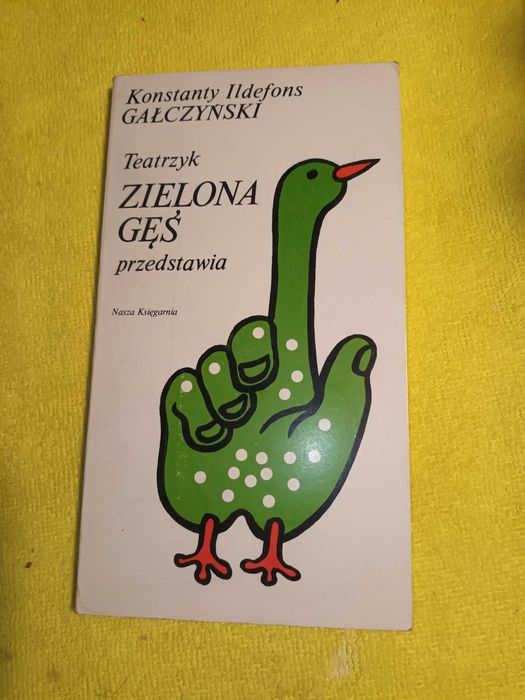 Konstanty Ildefons
GAŁCZYŃSKI
Teatrzyk
ZIELONA
GĘŚ
przedstawia
Nasza Księgarnia